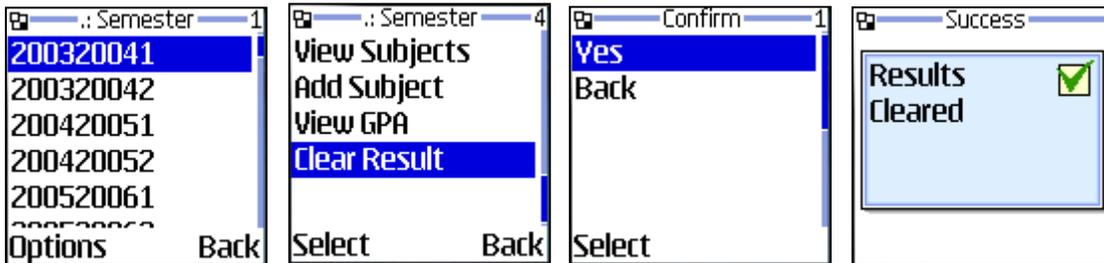 .: Semester 1
200320041
200320042
200420051
200420052
200520061
Options Back
.: Semester 4
View Subjects
Add Subject
View GPA
Clear Result
Select Back
Confirm 1
Yes
Back
Select
Success
Results
Cleared